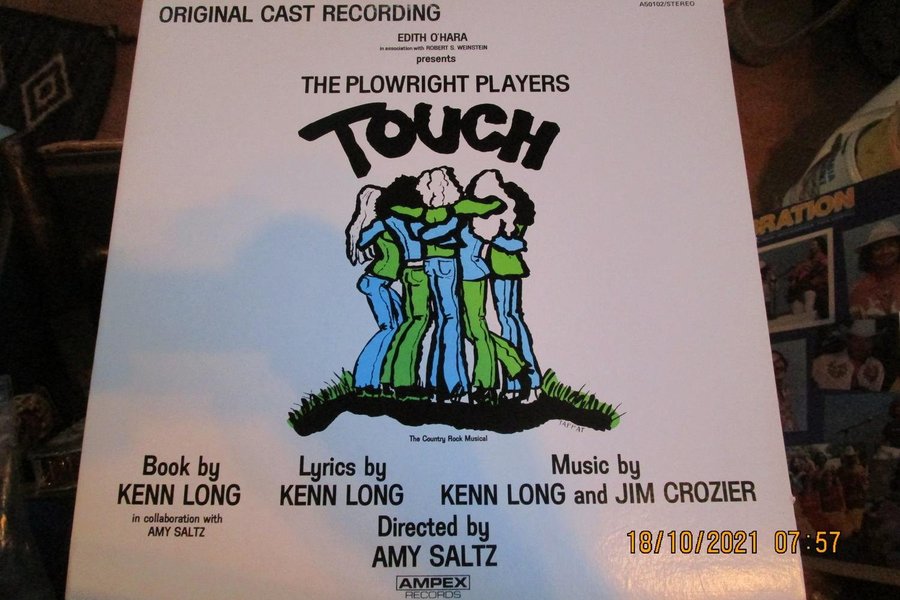 ORIGINAL CAST RECORDING
A50102/STEREO
EDITH O'HARA
in association with ROBERT S. WEINSTEIN
presents
THE PLOWRIGHT PLAYERS
TOUCH
The Country Rock Musical
Book by
KENN LONG
in collaboration with
AMY SALTZ
Lyrics by
KENN LONG
Music by
KENN LONG and JIM CROZIER
Directed by
AMY SALTZ
AMPEX
RECORDS
18/10/2021 07:57